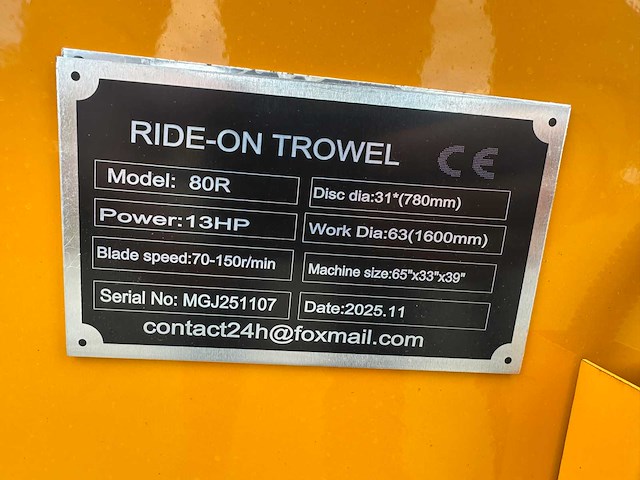 RIDE-ON TROWEL CE
Model: 80R
Disc dia:31*(780mm)
Power:13HP
Work Dia:63(1600mm)
Blade speed:70-150r/min
Machine size:65"x33"x39"
Serial No: MGJ251107
Date:2025.11
contact24h@foxmail.com